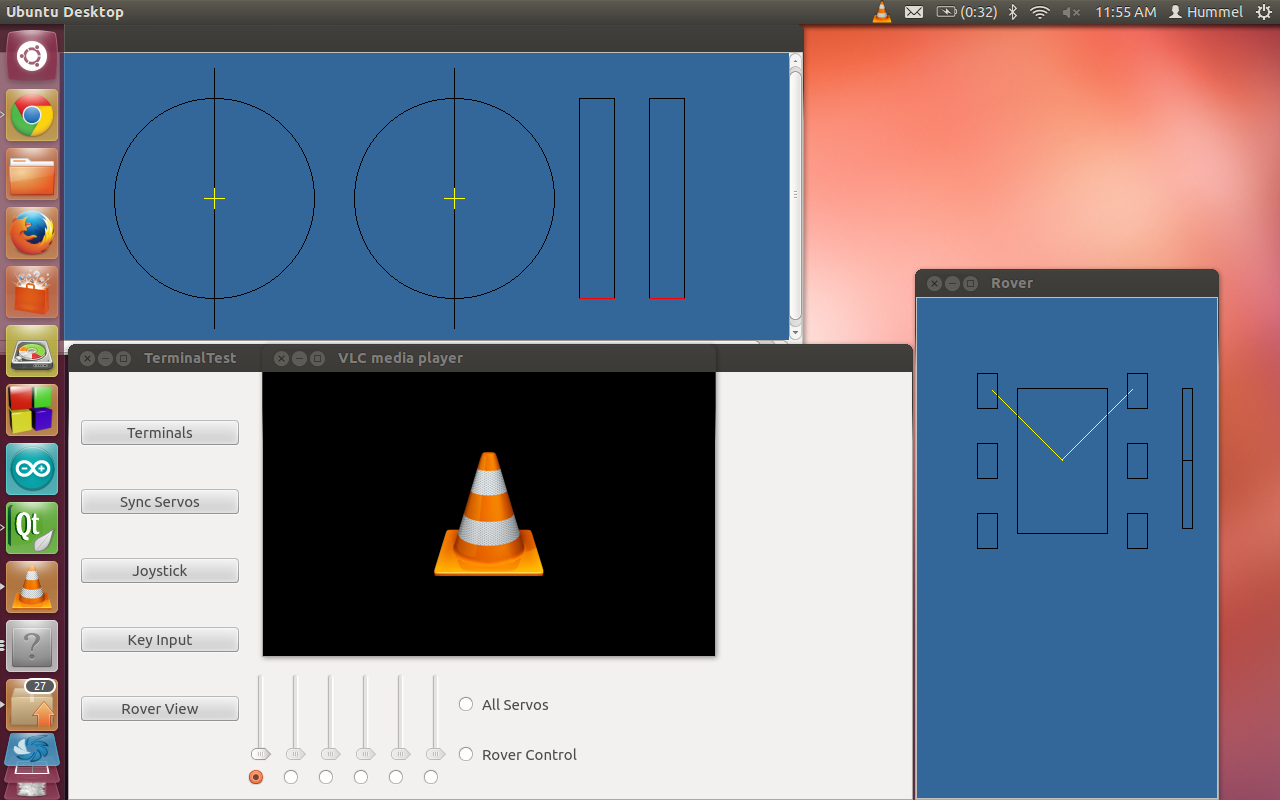 Ubuntu Desktop
(0:32) 11:55 AM Hummel
Rover
TerminalTest
VLC media player
Terminals
Sync Servos
Joystick
Key Input
Rover View
All Servos
Rover Control
Qt
?
27